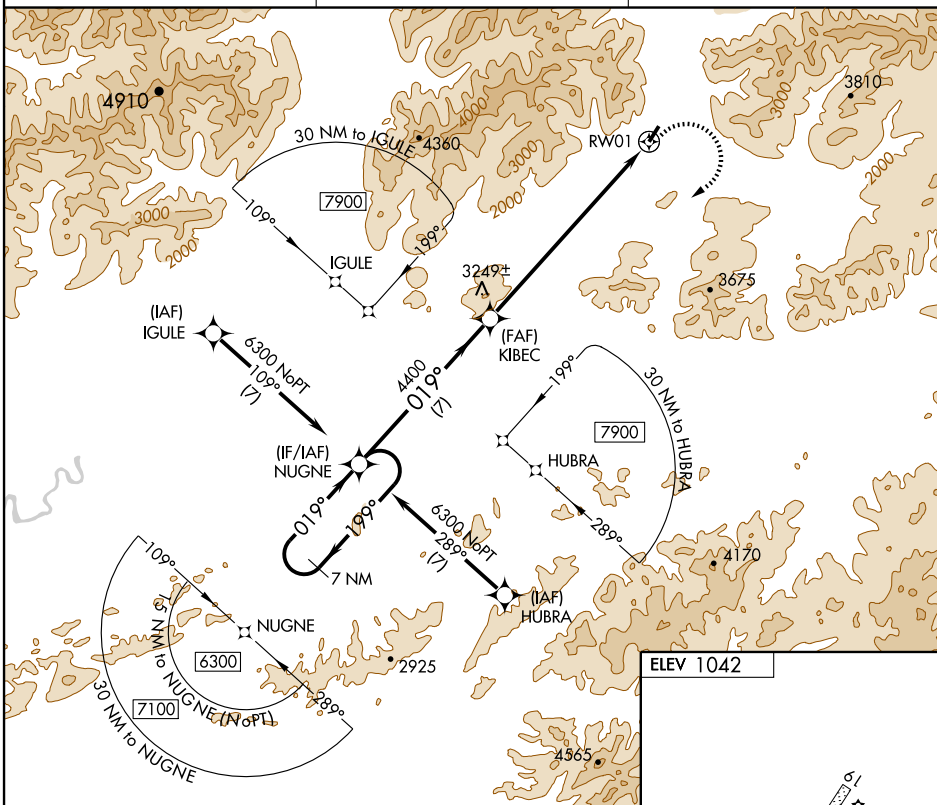 4910
3810
3000
RW01
4000
30 NM to IGULE
4360
3000
2000
2000
7900
3000
2000
109°
199°
IGULE
3249±
3675
(IAF)
IGULE
(FAF)
KIBEC
6300 NoPT
109°
(7)
4400
019°
(7)
199°
30 NM to HUBRA
7900
(IF/IAF)
NUGNE
HUBRA
019°
199°
6300 NoPT
289°
(7)
289°
7 NM
4170
109°
(IAF)
HUBRA
NUGNE
15 NM to NUGNE (NoPT)
6300
2925
7100
289°
30 NM to NUGNE
ELEV 1042
4565
19